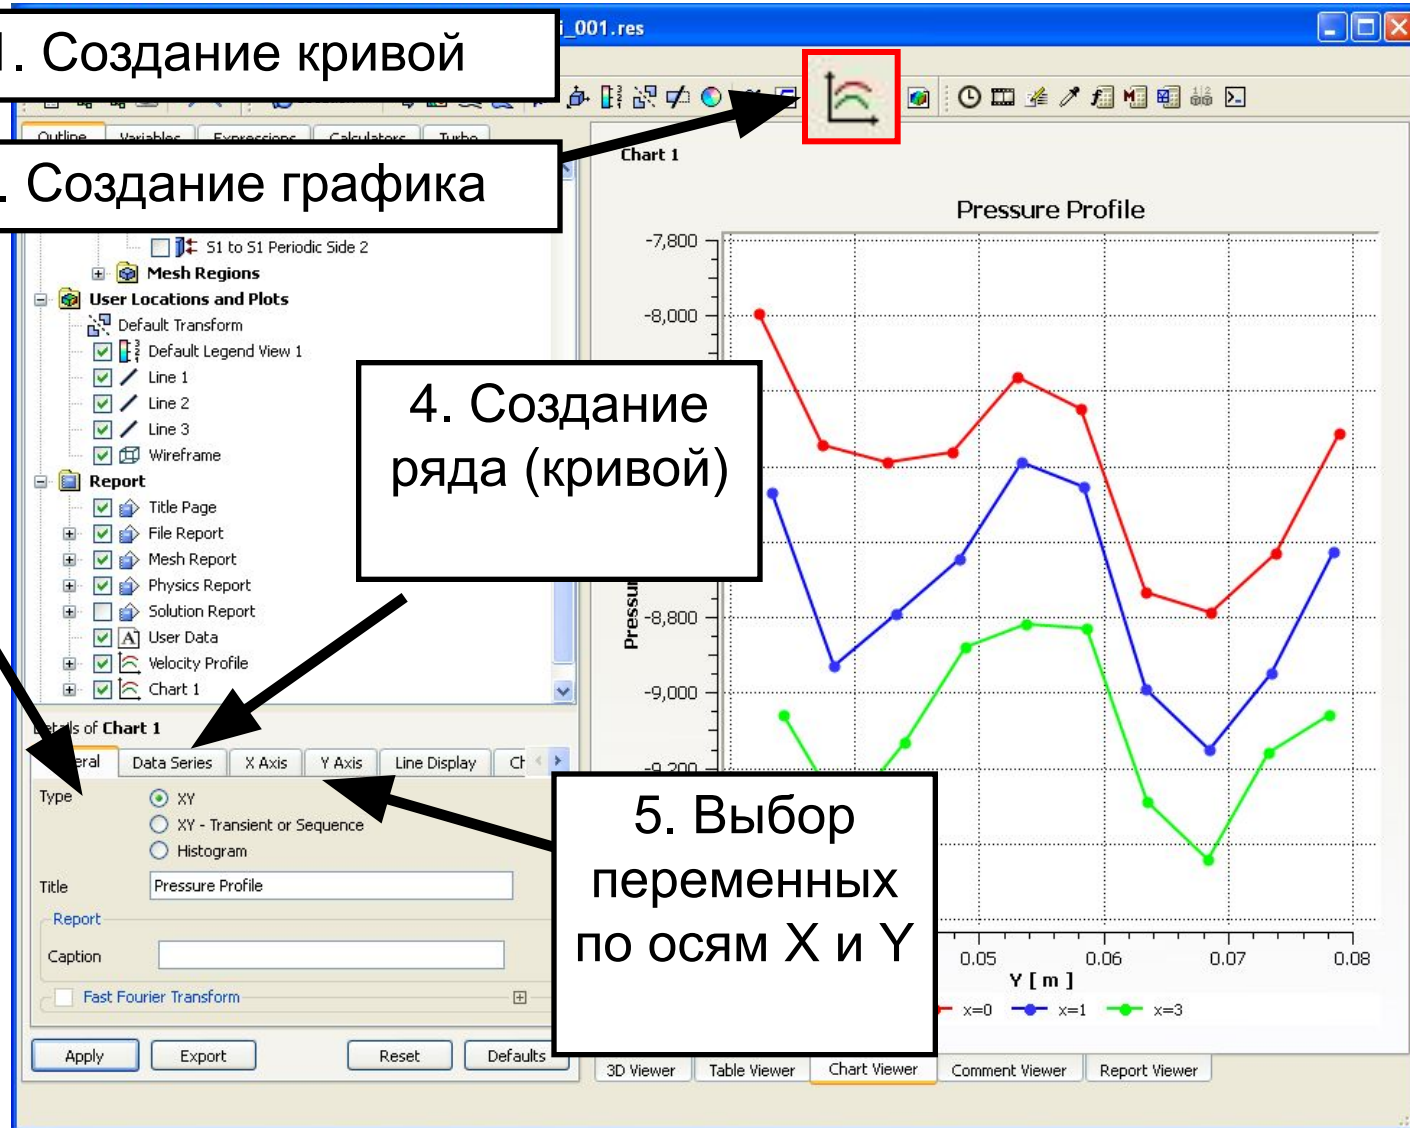 i_001.res
1. Создание кривой
Outline Variables Expressions Calculators Turbo
. Создание графика
S1 to S1 Periodic Side 2
Mesh Regions
User Locations and Plots
Default Transform
Default Legend View 1
Line 1
Line 2
Line 3
Wireframe
Report
Title Page
File Report
Mesh Report
Physics Report
Solution Report
User Data
Velocity Profile
Chart 1
4. Создание
ряда (кривой)
Details of Chart 1
eral Data Series X Axis Y Axis Line Display Ch
Type
XY
XY - Transient or Sequence
Histogram
Title Pressure Profile
Report
Caption
Fast Fourier Transform
Apply Export Reset Defaults
5. Выбор
переменных
по осям X и Y
Chart 1
Pressure Profile
-7,800
-8,000
-8,800
-9,000
-9,200
Pressur
0.05 0.06 0.07 0.08
Y [ m ]
x=0 x=1 x=3
3D Viewer Table Viewer Chart Viewer Comment Viewer Report Viewer